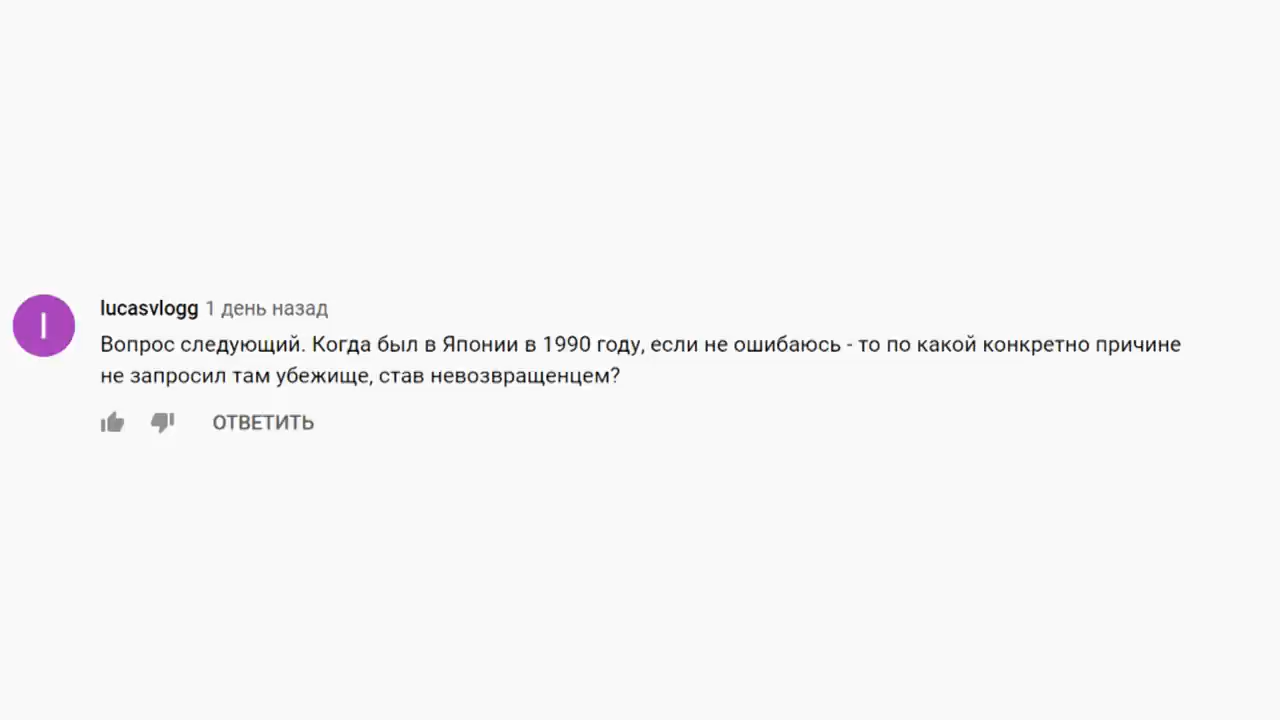 lucasvlogg 1 день назад
Вопрос следующий. Когда был в Японии в 1990 году, если не ошибаюсь - то по какой конкретно причине
не запросил там убежище, став невозвращенцем?
ОТВЕТИТЬ